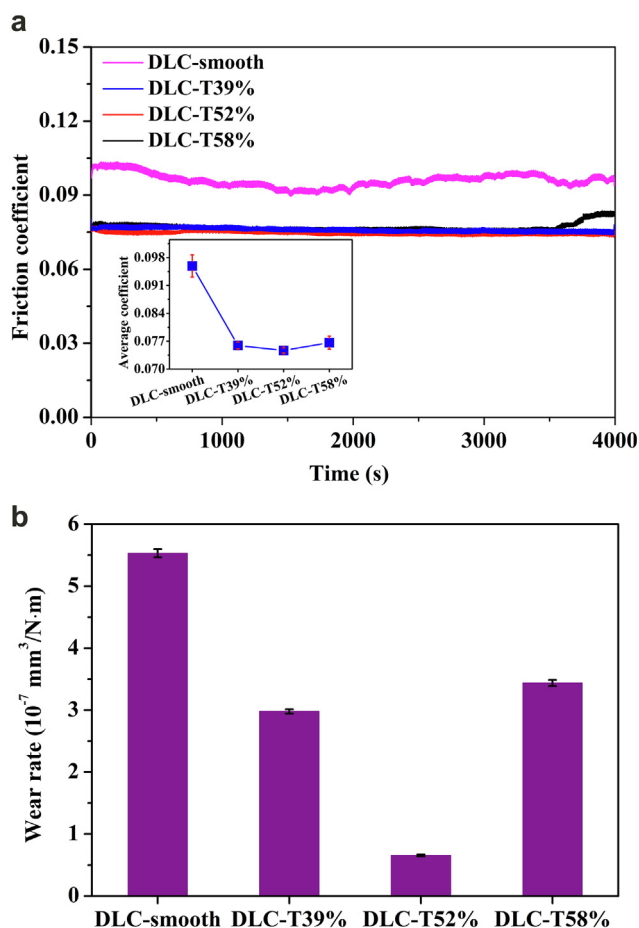 a
0.15
0.12
0.09
0.06
0.03
0.00
Friction coefficient
DLC-smooth
DLC-T39%
DLC-T52%
DLC-T58%
0.098
0.091
0.084
0.077
0.070
Average coefficient
DLC-smooth
DLC-T39%
DLC-T52%
DLC-T58%
0
1000
2000
3000
4000
Time (s)
b
6
5
4
3
2
1
0
Wear rate (10⁻⁷ mm³/N·m)
DLC-smooth
DLC-T39%
DLC-T52%
DLC-T58%